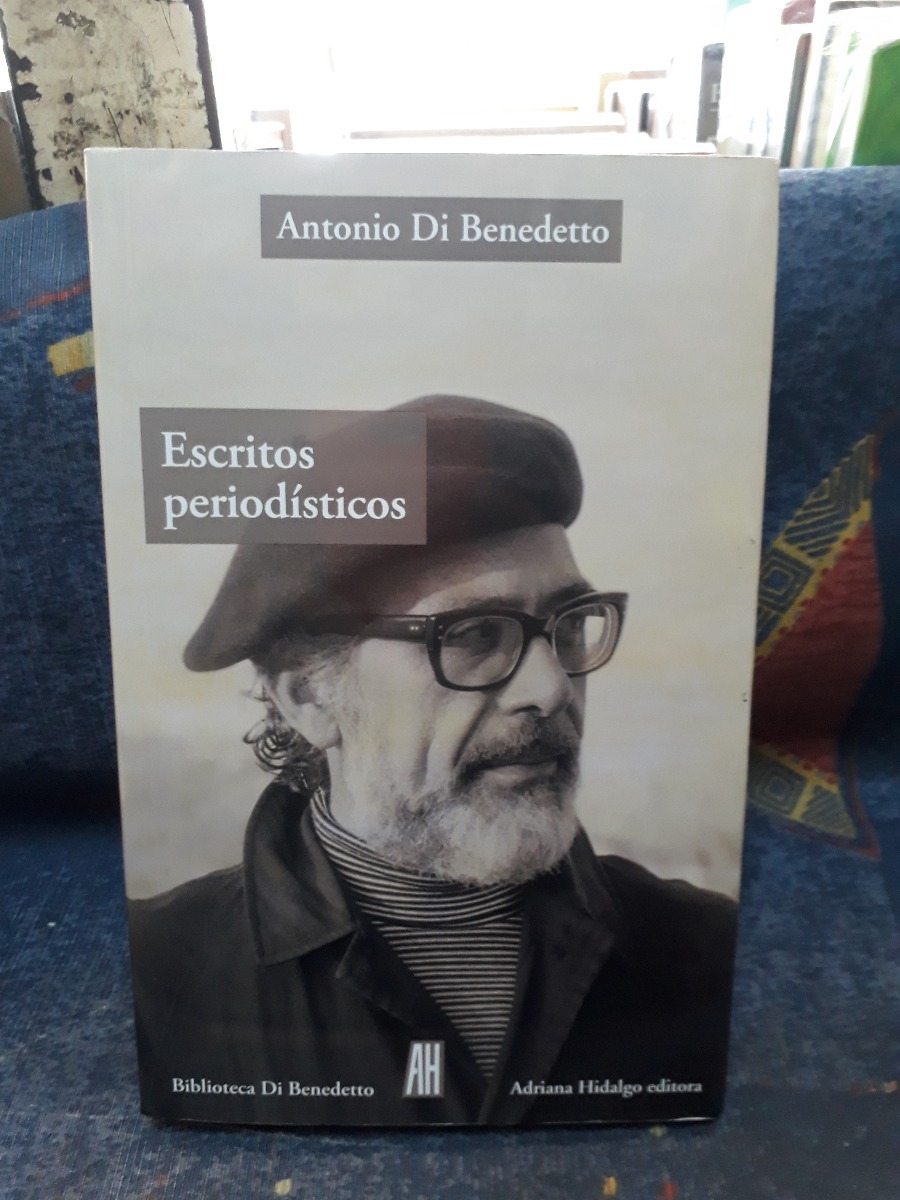 Antonio Di Benedetto
Escritos
periodísticos
Biblioteca Di Benedetto
AH
Adriana Hidalgo editora